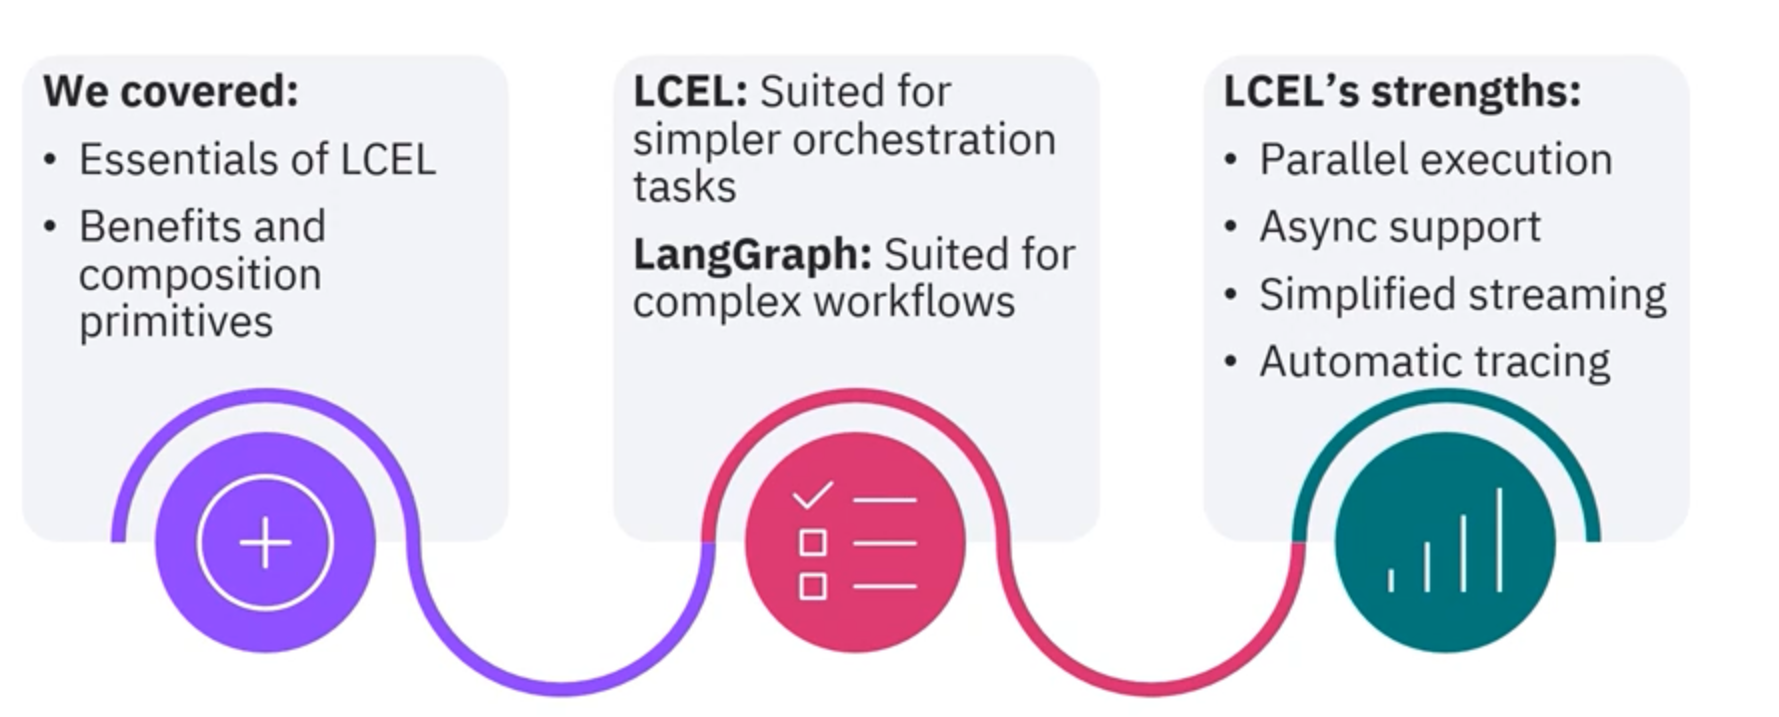 We covered:
• Essentials of LCEL
• Benefits and
composition
primitives
LCEL: Suited for
simpler orchestration
tasks
LangGraph: Suited for
complex workflows
LCEL’s strengths:
• Parallel execution
• Async support
• Simplified streaming
• Automatic tracing